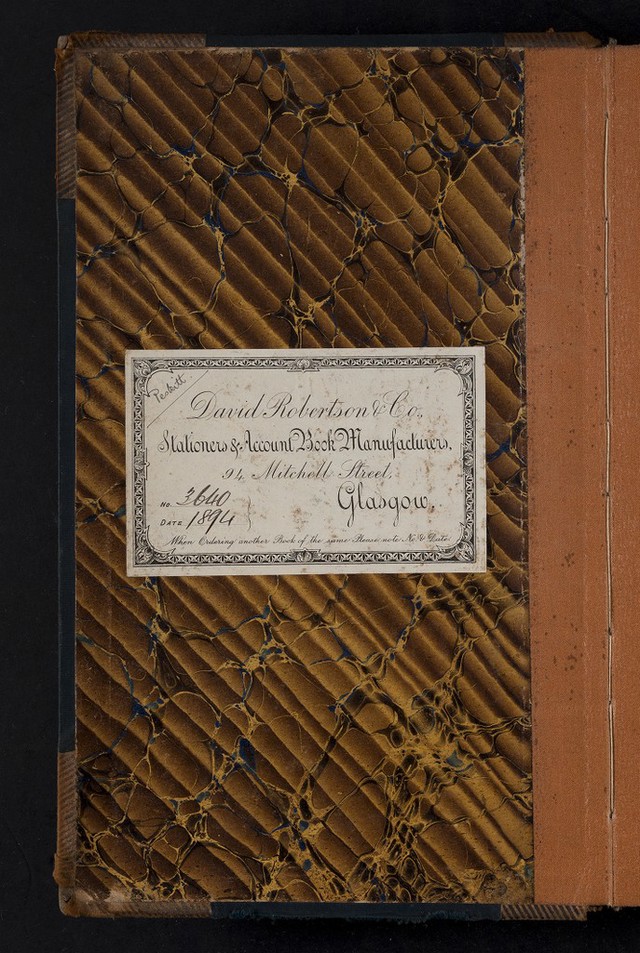 Peskett
David Robertson & Co.,
Stationers & Account Book Manufacturers,
94 Mitchell Street,
Glasgow.
No. 3640
DATE 1894
When Ordering another Book of the same Please note No. & Date